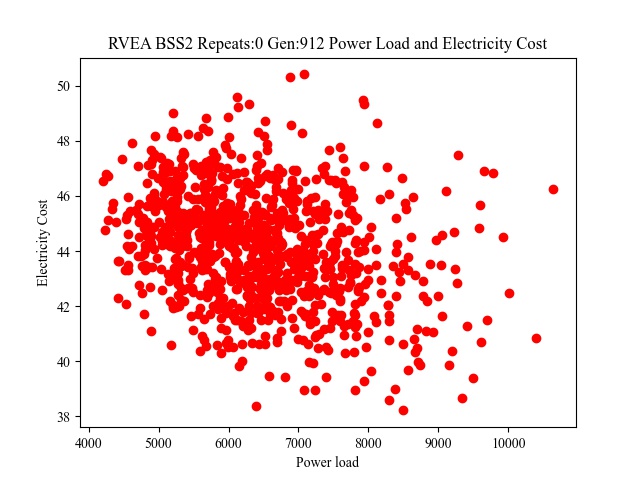 RVEA BSS2 Repeats:0 Gen:912 Power Load and Electricity Cost
50
48
46
44
42
40
38
Electricity Cost
4000 5000 6000 7000 8000 9000 10000
Power load